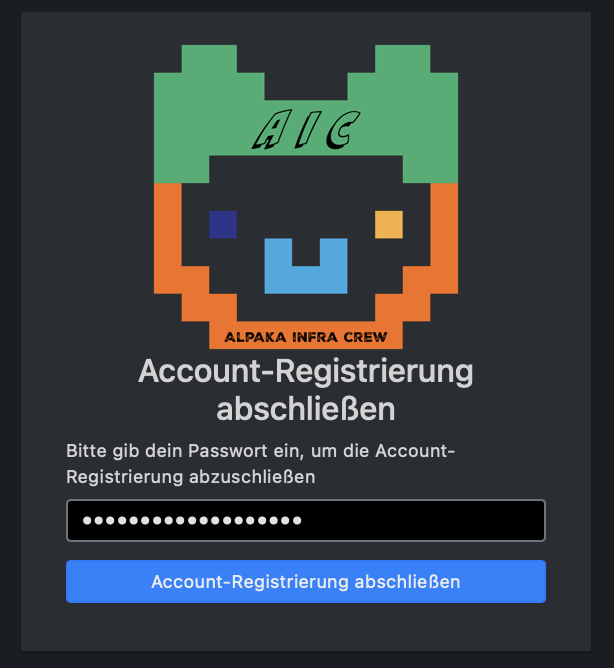 AIC
ALPAKA INFRA CREW
Account-Registrierung
abschließen
Bitte gib dein Passwort ein, um die Account-
Registrierung abzuschließen
•••••••••••••••••••
Account-Registrierung abschließen